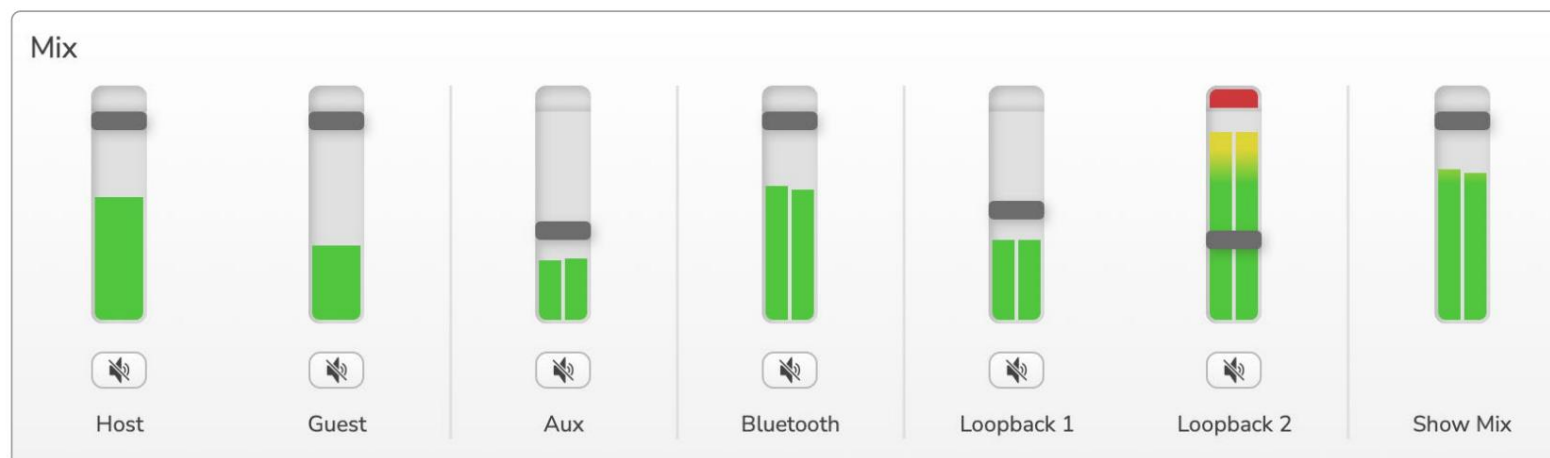 Mix
Host
Guest
Aux
Bluetooth
Loopback 1
Loopback 2
Show Mix